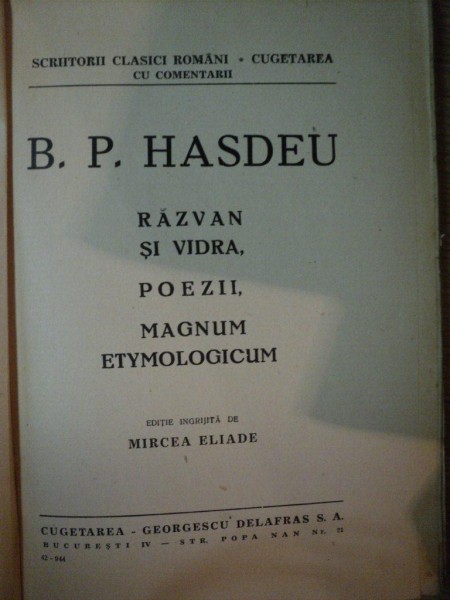 SCRIITORII CLASICI ROMÂNI • CUGETAREA
CU COMENTARII
B. P. HASDEU
RĂZVAN
ȘI VIDRA,
POEZII,
MAGNUM
ETYMOLOGICUM
EDIȚIE INGRIJITĂ DE
MIRCEA ELIADE
CUGETAREA - GEORGESCU DELAFRAS S. A.
BUCUREȘTI IV — STR. POPA NAN Nr. 21